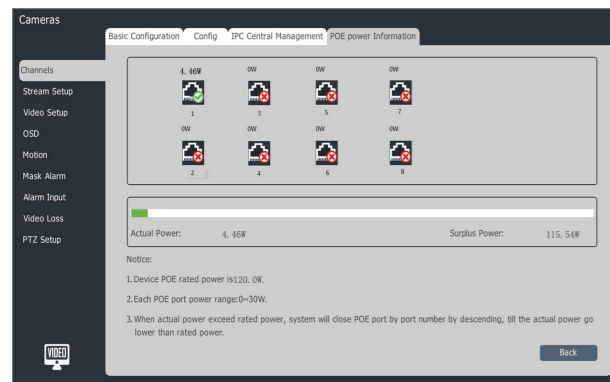 Cameras
Basic Configuration Config IPC Central Management POE power Information
Channels
Stream Setup
Video Setup
OSD
Motion
Mask Alarm
Alarm Input
Video Loss
PTZ Setup
VIDEO
4.46W 0W 0W 0W
1 3 5 7
0W 0W 0W 0W
2 4 6 8
Actual Power: 4.46W Surplus Power: 115.54W
Notice:
1.Device POE rated power is120.0W.
2.Each POE port power range:0~30W.
3.When actual power exceed rated power, system will close POE port by port number by descending, till the actual power go
lower than rated power.
Back